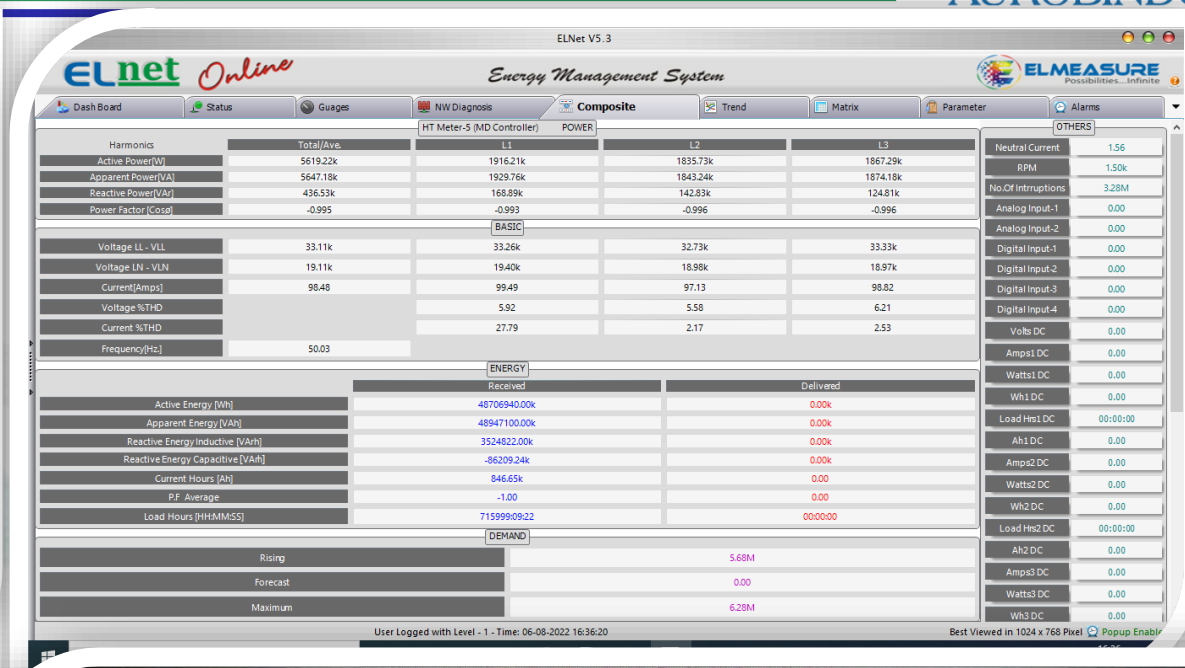 ELNet V5.3
ELnet Online
Energy Management System
ELMEASURE
Possibilities...Infinite
Dash Board Status Guages NW Diagnosis Composite Trend Matrix Parameter Alarms
HT Meter-5 (MD Controller) POWER
Harmonics Total/Ave. L1 L2 L3
Active Power[W] 5619.22k 1916.21k 1835.73k 1867.29k
Apparent Power[VA] 5647.18k 1929.76k 1843.24k 1874.18k
Reactive Power[VAr] 436.53k 168.89k 142.83k 124.81k
Power Factor [Cosø] -0.995 -0.993 -0.996 -0.996
BASIC
Voltage LL - VLL 33.11k 33.26k 32.73k 33.33k
Voltage LN - VLN 19.11k 19.40k 18.98k 18.97k
Current[Amps] 98.48 99.49 97.13 98.82
Voltage %THD 5.92 5.58 6.21
Current %THD 27.79 2.17 2.53
Frequency[Hz.] 50.03
ENERGY
Received Delivered
Active Energy [Wh] 48706940.00k 0.00k
Apparent Energy [VAh] 48947100.00k 0.00k
Reactive Energy Inductive [VArh] 3524822.00k 0.00k
Reactive Energy Capacitive [VArh] -86209.24k 0.00k
Current Hours [Ah] 846.65k 0.00
P.F Average -1.00 0.00
Load Hours [HH:MM:SS] 715999:09:22 00:00:00
DEMAND
Rising 5.68M
Forecast 0.00
Maximum 6.28M
OTHERS
Neutral Current 1.56
RPM 1.50k
No.Of Intrruptions 3.28M
Analog Input-1 0.00
Analog Input-2 0.00
Digital Input-1 0.00
Digital Input-2 0.00
Digital Input-3 0.00
Digital Input-4 0.00
Volts DC 0.00
Amps1 DC 0.00
Watts1 DC 0.00
Wh1 DC 0.00
Load Hrs1 DC 00:00:00
Ah1 DC 0.00
Amps2 DC 0.00
Watts2 DC 0.00
Wh2 DC 0.00
Load Hrs2 DC 00:00:00
Ah2 DC 0.00
Amps3 DC 0.00
Watts3 DC 0.00
Wh3 DC 0.00
User Logged with Level - 1 - Time: 06-08-2022 16:36:20
Best Viewed in 1024 x 768 Pixel Popup Enable